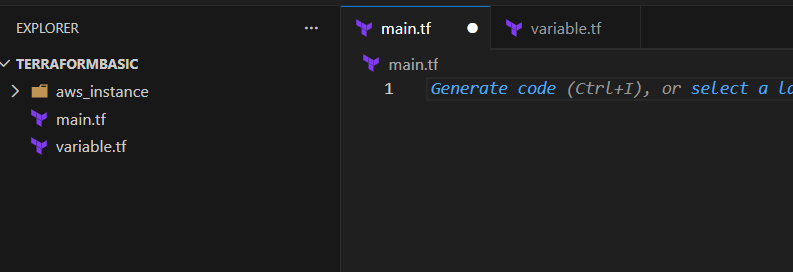 EXPLORER ···
TERRAFORMBASIC
aws_instance
main.tf
variable.tf
main.tf
variable.tf
main.tf
1 Generate code (Ctrl+I), or select a la